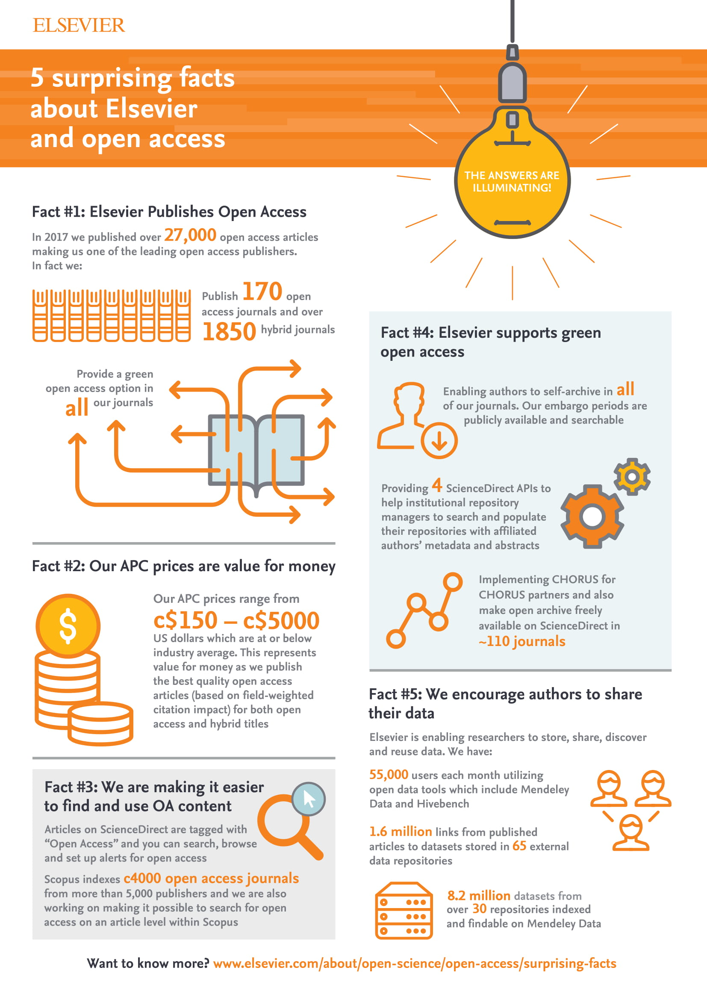 ELSEVIER
5 surprising facts
about Elsevier
and open access
THE ANSWERS ARE
ILLUMINATING!
Fact #1: Elsevier Publishes Open Access
In 2017 we published over 27,000 open access articles
making us one of the leading open access publishers.
In fact we:
Publish 170 open
access journals and over
1850 hybrid journals
Provide a green
open access option in
all our journals
Fact #2: Our APC prices are value for money
$
Our APC prices range from
c$150 – c$5000
US dollars which are at or below
industry average. This represents
value for money as we publish
the best quality open access
articles (based on field-weighted
citation impact) for both open
access and hybrid titles
Fact #3: We are making it easier
to find and use OA content
Articles on ScienceDirect are tagged with
“Open Access” and you can search, browse
and set up alerts for open access
Scopus indexes c4000 open access journals
from more than 5,000 publishers and we are also
working on making it possible to search for open
access on an article level within Scopus
Fact #4: Elsevier supports green
open access
Enabling authors to self-archive in all
of our journals. Our embargo periods are
publicly available and searchable
Providing 4 ScienceDirect APIs to
help institutional repository
managers to search and populate
their repositories with affiliated
authors’ metadata and abstracts
Implementing CHORUS for
CHORUS partners and also
make open archive freely
available on ScienceDirect in
~110 journals
Fact #5: We encourage authors to share
their data
Elsevier is enabling researchers to store, share, discover
and reuse data. We have:
55,000 users each month utilizing
open data tools which include Mendeley
Data and Hivebench
1.6 million links from published
articles to datasets stored in 65 external
data repositories
8.2 million datasets from
over 30 repositories indexed
and findable on Mendeley Data
Want to know more? www.elsevier.com/about/open-science/open-access/surprising-facts